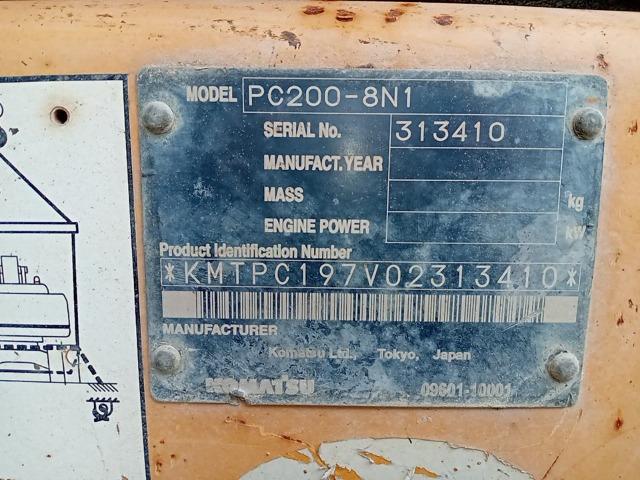 MODEL PC200-8N1
SERIAL No. 313410
MANUFACT.YEAR
MASS kg
ENGINE POWER kW
Product Identification Number
*KMTPC197V02313410*
MANUFACTURER
Komatsu Ltd., Tokyo, Japan
KOMATSU 09601-10001